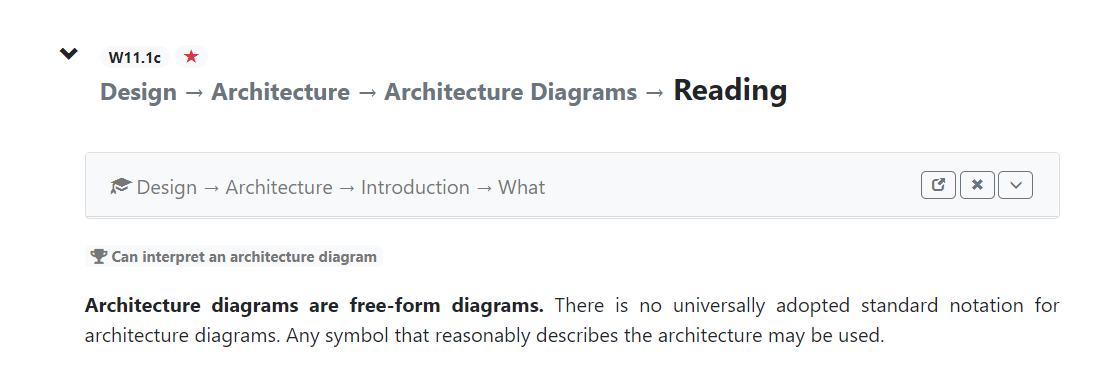 W11.1c
Design → Architecture → Architecture Diagrams → Reading
Design → Architecture → Introduction → What
Can interpret an architecture diagram
Architecture diagrams are free-form diagrams. There is no universally adopted standard notation for
architecture diagrams. Any symbol that reasonably describes the architecture may be used.